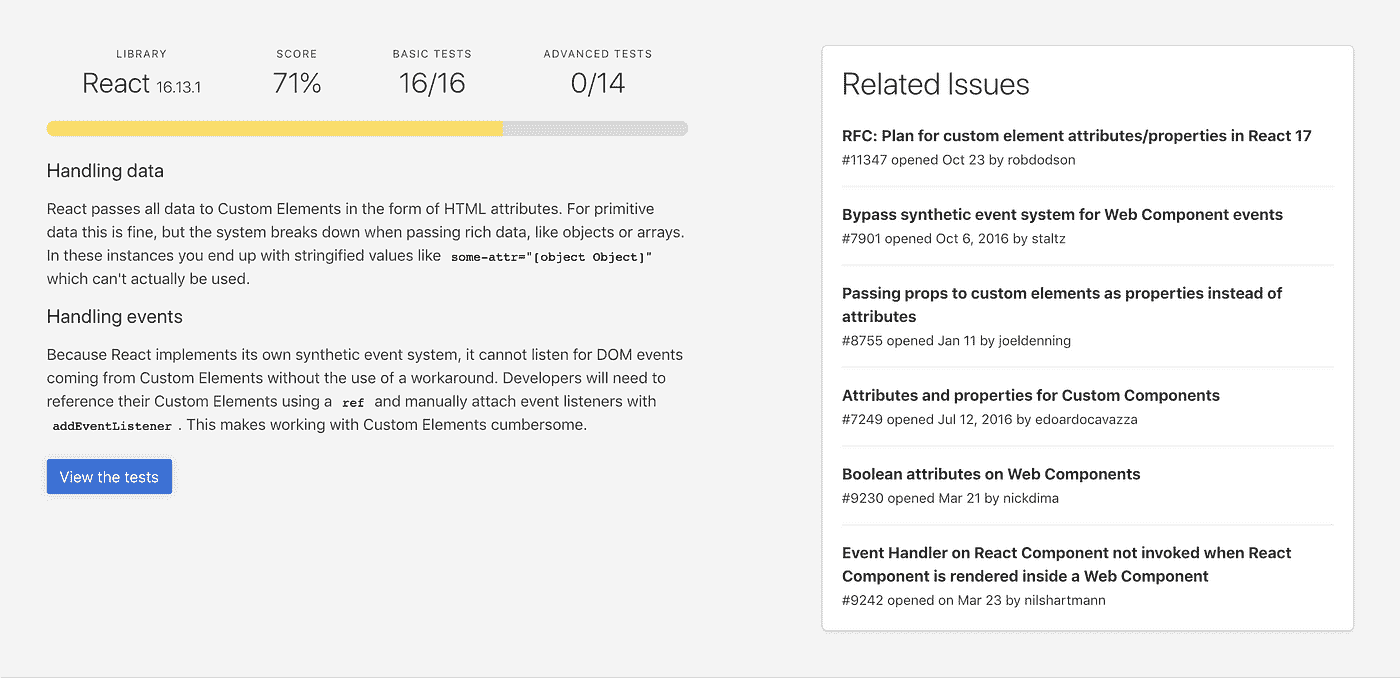 LIBRARY SCORE BASIC TESTS ADVANCED TESTS
React 16.13.1 71% 16/16 0/14
Handling data
React passes all data to Custom Elements in the form of HTML attributes. For primitive
data this is fine, but the system breaks down when passing rich data, like objects or arrays.
In these instances you end up with stringified values like some-attr="[object Object]"
which can't actually be used.
Handling events
Because React implements its own synthetic event system, it cannot listen for DOM events
coming from Custom Elements without the use of a workaround. Developers will need to
reference their Custom Elements using a ref and manually attach event listeners with
addEventListener . This makes working with Custom Elements cumbersome.
View the tests
Related Issues
RFC: Plan for custom element attributes/properties in React 17
#11347 opened Oct 23 by robdodson
Bypass synthetic event system for Web Component events
#7901 opened Oct 6, 2016 by staltz
Passing props to custom elements as properties instead of
attributes
#8755 opened Jan 11 by joeldenning
Attributes and properties for Custom Components
#7249 opened Jul 12, 2016 by edoardocavazza
Boolean attributes on Web Components
#9230 opened Mar 21 by nickdima
Event Handler on React Component not invoked when React
Component is rendered inside a Web Component
#9242 opened on Mar 23 by nilshartmann